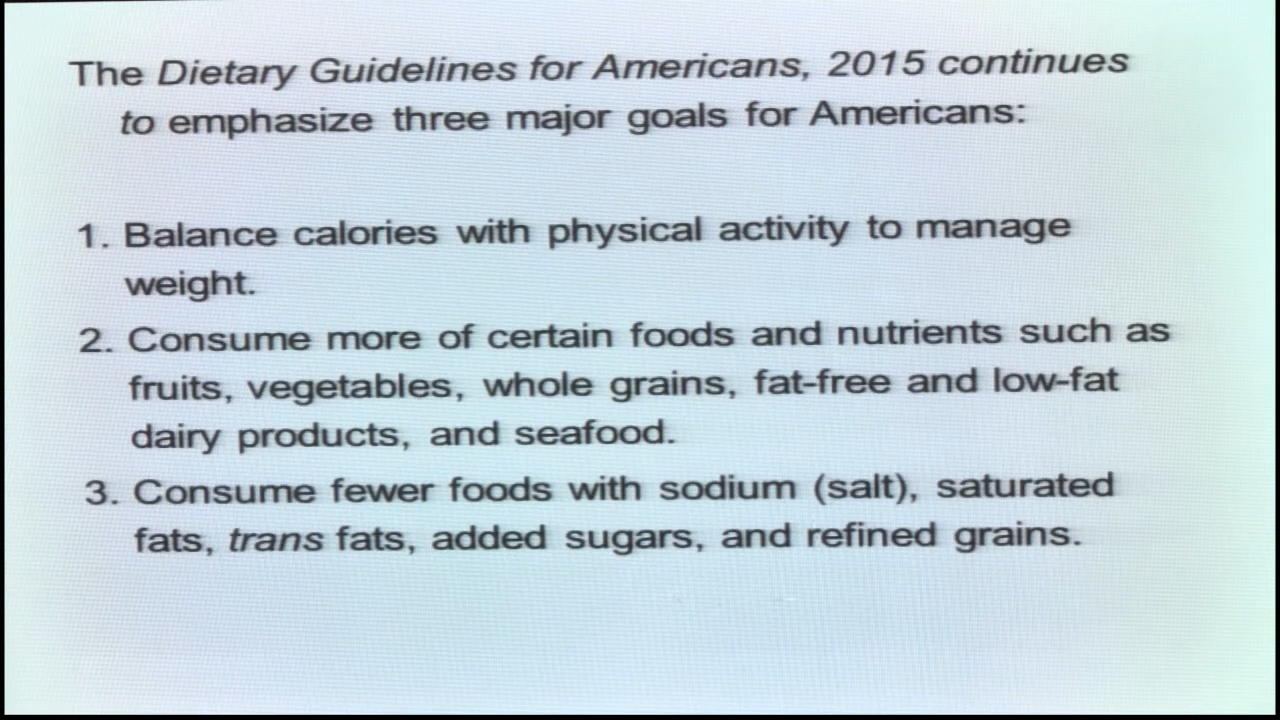 The Dietary Guidelines for Americans, 2015 continues
to emphasize three major goals for Americans:
1. Balance calories with physical activity to manage
weight.
2. Consume more of certain foods and nutrients such as
fruits, vegetables, whole grains, fat-free and low-fat
dairy products, and seafood.
3. Consume fewer foods with sodium (salt), saturated
fats, trans fats, added sugars, and refined grains.